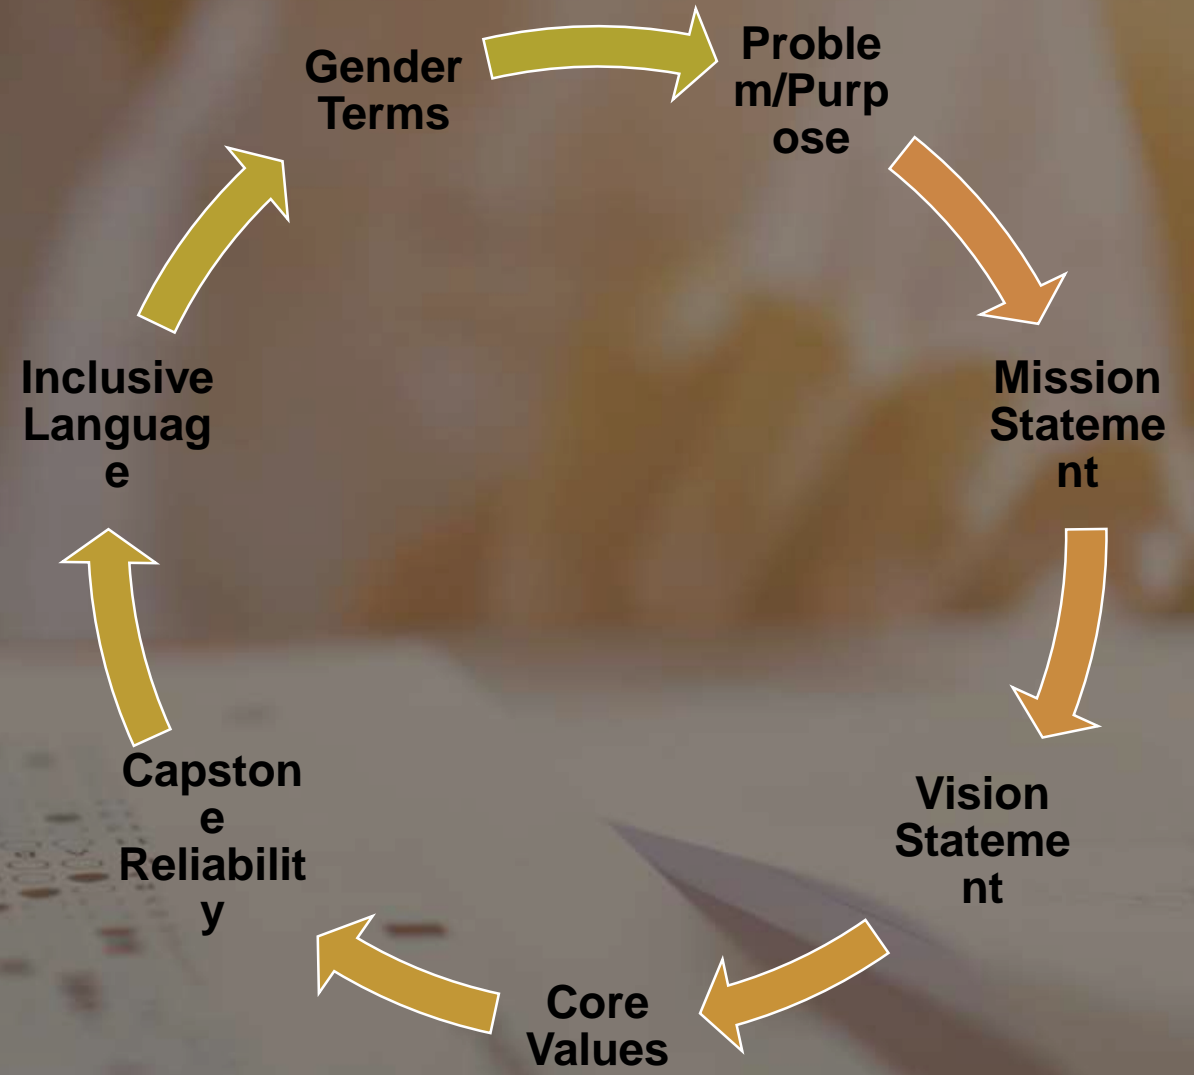 Gender
Terms
Proble
m/Purp
ose
Mission
Stateme
nt
Vision
Stateme
nt
Core
Values
Capston
e
Reliabilit
y
Inclusive
Languag
e